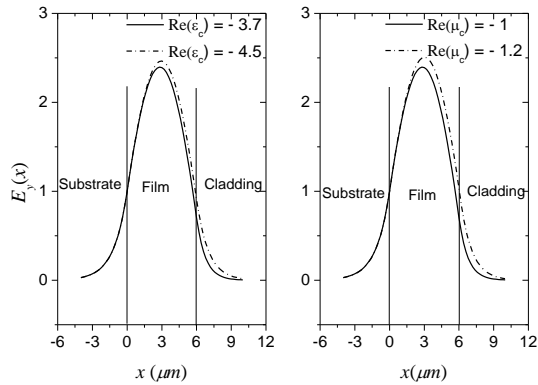 Re(ε_c) = - 3.7
Re(ε_c) = - 4.5
3
2
1
0
E_y(x)
Substrate
Film
Cladding
-6 -3 0 3 6 9 12
x (μm)
Re(μ_c) = - 1
Re(μ_c) = - 1.2
3
2
1
0
Substrate
Film
Cladding
-6 -3 0 3 6 9 12
x(μm)